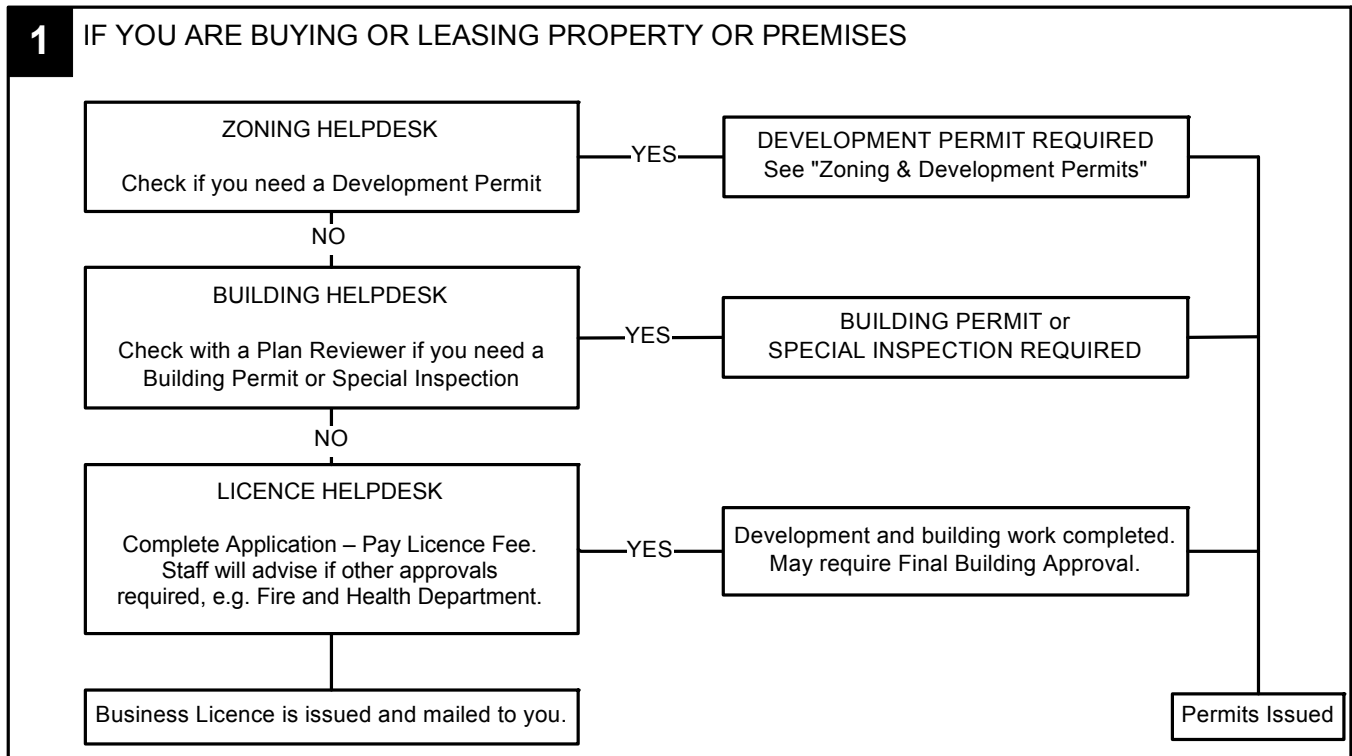 1 IF YOU ARE BUYING OR LEASING PROPERTY OR PREMISES
ZONING HELPDESK
Check if you need a Development Permit
YES
DEVELOPMENT PERMIT REQUIRED
See "Zoning & Development Permits"
NO
BUILDING HELPDESK
Check with a Plan Reviewer if you need a
Building Permit or Special Inspection
YES
BUILDING PERMIT or
SPECIAL INSPECTION REQUIRED
NO
LICENCE HELPDESK
Complete Application – Pay Licence Fee.
Staff will advise if other approvals
required, e.g. Fire and Health Department.
YES
Development and building work completed.
May require Final Building Approval.
Business Licence is issued and mailed to you.
Permits Issued